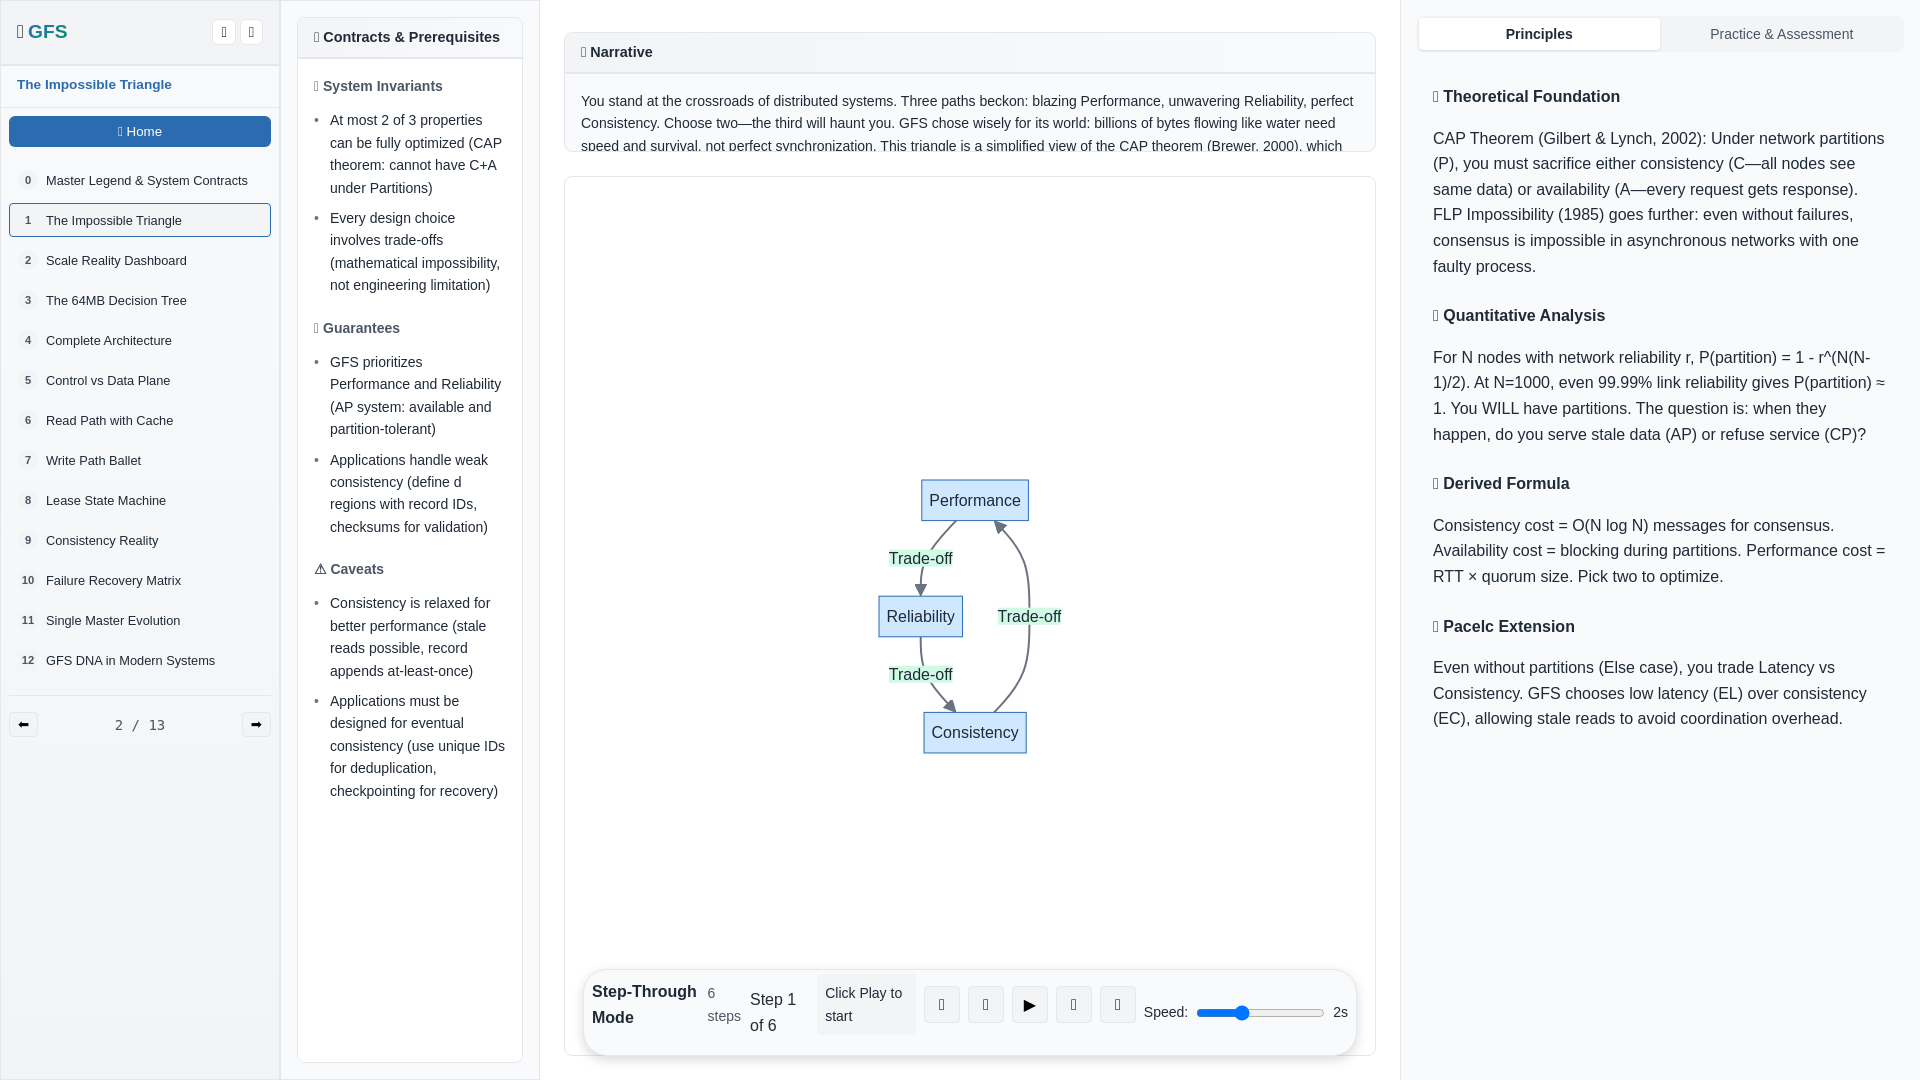 GFS
The Impossible Triangle
Home
0 Master Legend & System Contracts
1 The Impossible Triangle
2 Scale Reality Dashboard
3 The 64MB Decision Tree
4 Complete Architecture
5 Control vs Data Plane
6 Read Path with Cache
7 Write Path Ballet
8 Lease State Machine
9 Consistency Reality
10 Failure Recovery Matrix
11 Single Master Evolution
12 GFS DNA in Modern Systems
⬅ 2 / 13 ➡
Contracts & Prerequisites
System Invariants
• At most 2 of 3 properties
can be fully optimized (CAP
theorem: cannot have C+A
under Partitions)
• Every design choice
involves trade-offs
(mathematical impossibility,
not engineering limitation)
Guarantees
• GFS prioritizes
Performance and Reliability
(AP system: available and
partition-tolerant)
• Applications handle weak
consistency (define d
regions with record IDs,
checksums for validation)
⚠ Caveats
• Consistency is relaxed for
better performance (stale
reads possible, record
appends at-least-once)
• Applications must be
designed for eventual
consistency (use unique IDs
for deduplication,
checkpointing for recovery)
Narrative
You stand at the crossroads of distributed systems. Three paths beckon: blazing Performance, unwavering Reliability, perfect
Consistency. Choose two—the third will haunt you. GFS chose wisely for its world: billions of bytes flowing like water need
speed and survival, not perfect synchronization. This triangle is a simplified view of the CAP theorem (Brewer, 2000), which
Performance
Trade-off
Reliability
Trade-off
Trade-off
Consistency
Step-Through
Mode
6
steps
Step 1
of 6
Click Play to
start
▶
Speed: 2s
Principles
Practice & Assessment
Theoretical Foundation
CAP Theorem (Gilbert & Lynch, 2002): Under network partitions
(P), you must sacrifice either consistency (C—all nodes see
same data) or availability (A—every request gets response).
FLP Impossibility (1985) goes further: even without failures,
consensus is impossible in asynchronous networks with one
faulty process.
Quantitative Analysis
For N nodes with network reliability r, P(partition) = 1 - r^(N(N-
1)/2). At N=1000, even 99.99% link reliability gives P(partition) ≈
1. You WILL have partitions. The question is: when they
happen, do you serve stale data (AP) or refuse service (CP)?
Derived Formula
Consistency cost = O(N log N) messages for consensus.
Availability cost = blocking during partitions. Performance cost =
RTT × quorum size. Pick two to optimize.
Pacelc Extension
Even without partitions (Else case), you trade Latency vs
Consistency. GFS chooses low latency (EL) over consistency
(EC), allowing stale reads to avoid coordination overhead.